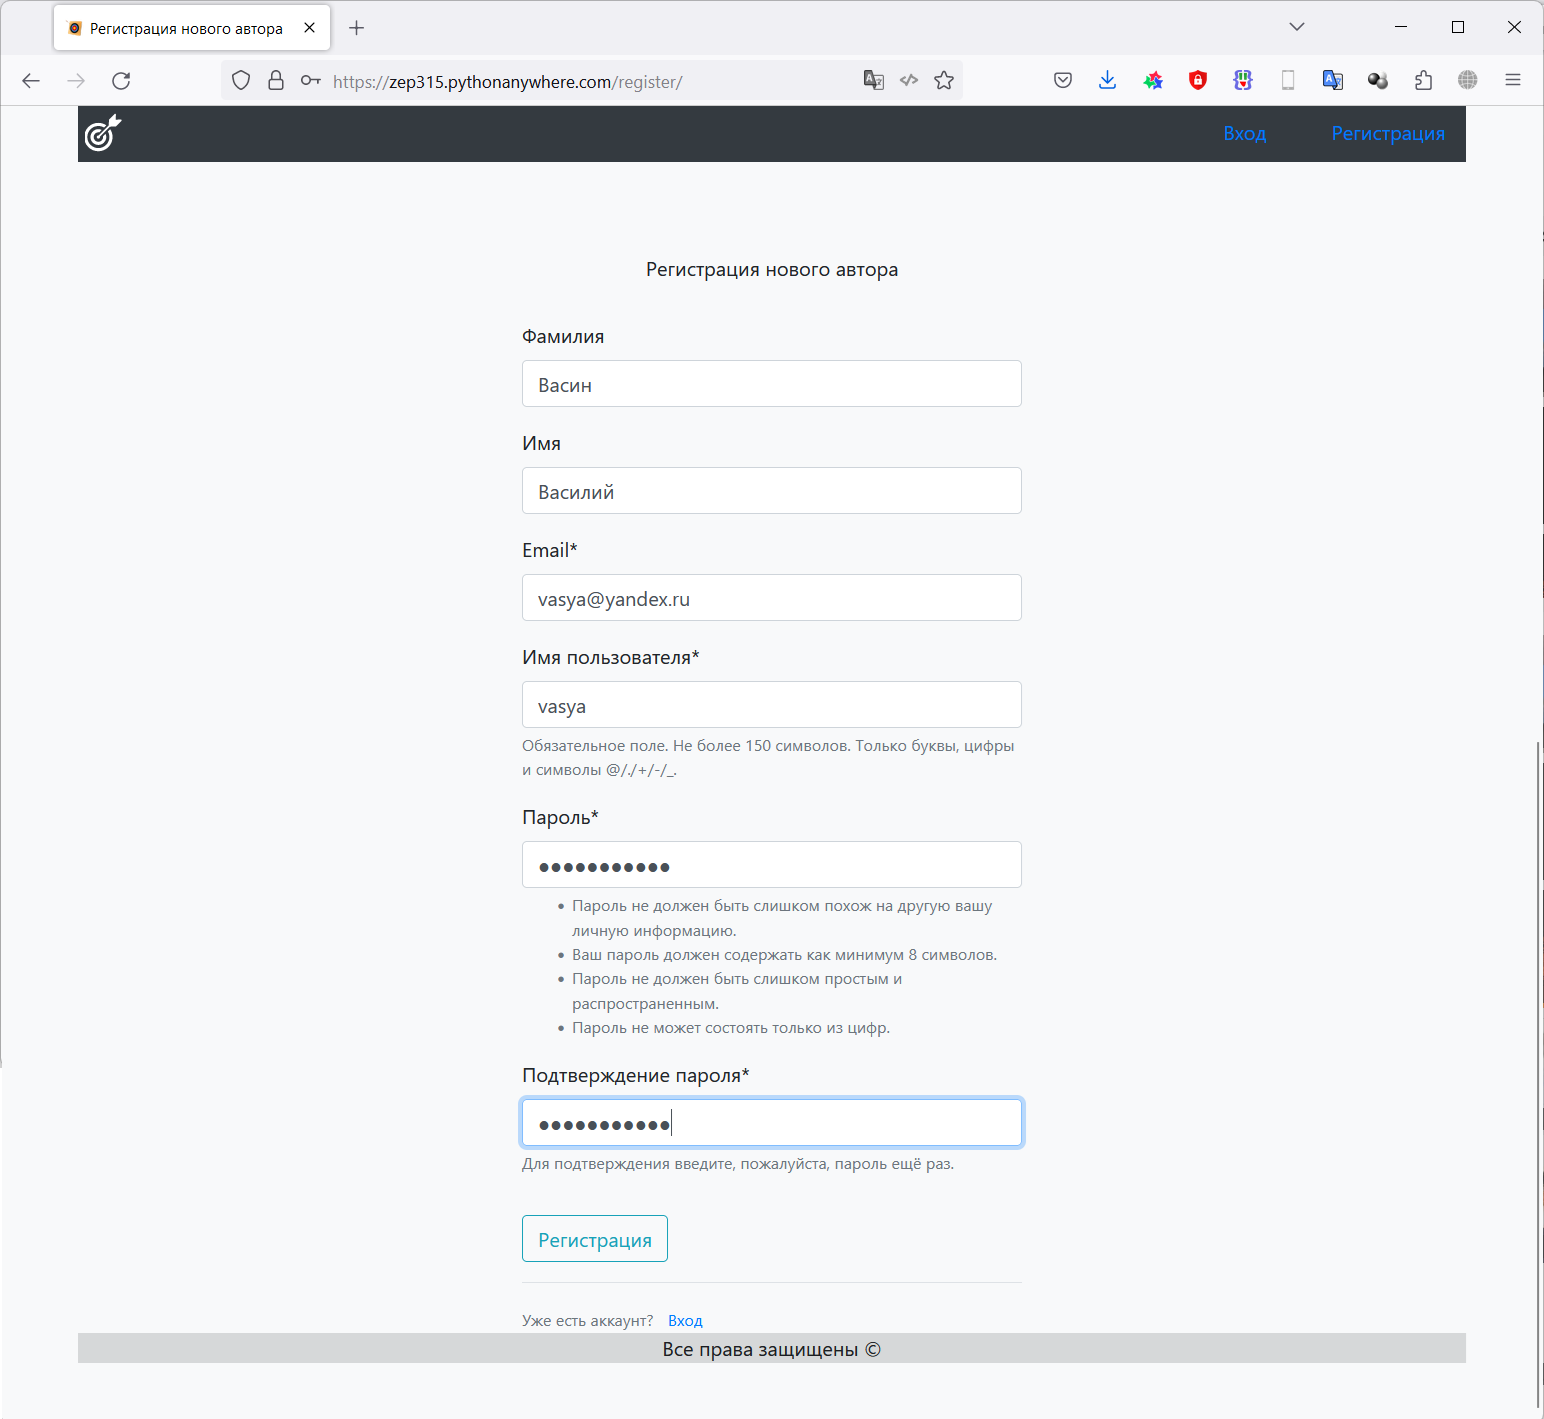 Регистрация нового автора
https://zep315.pythonanywhere.com/register/
Вход Регистрация
Регистрация нового автора
Фамилия
Васин
Имя
Василий
Email*
vasya@yandex.ru
Имя пользователя*
vasya
Обязательное поле. Не более 150 символов. Только буквы, цифры
и символы @/./+/-/_.
Пароль*
●●●●●●●●●●●
• Пароль не должен быть слишком похож на другую вашу
личную информацию.
• Ваш пароль должен содержать как минимум 8 символов.
• Пароль не должен быть слишком простым и
распространенным.
• Пароль не может состоять только из цифр.
Подтверждение пароля*
●●●●●●●●●●●
Для подтверждения введите, пожалуйста, пароль ещё раз.
Регистрация
Уже есть аккаунт? Вход
Все права защищены ©